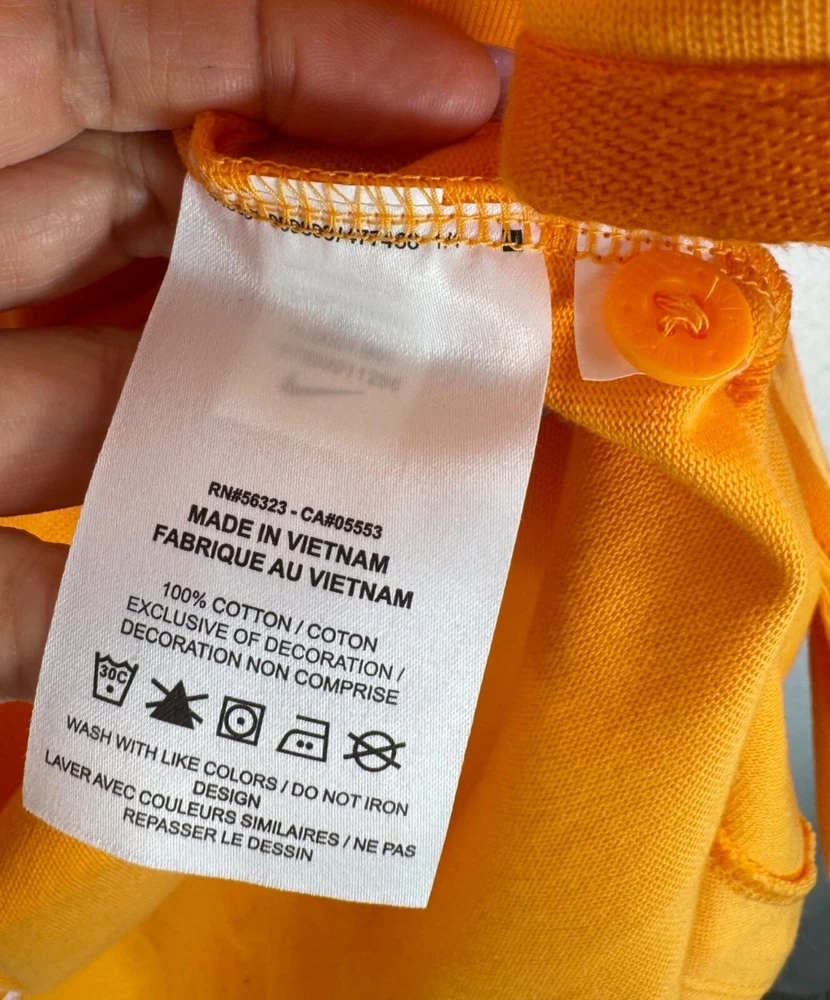 RN#56323 - CA#05553
MADE IN VIETNAM
FABRIQUE AU VIETNAM
100% COTTON / COTON
EXCLUSIVE OF DECORATION /
DECORATION NON COMPRISE
30C
WASH WITH LIKE COLORS / DO NOT IRON
DESIGN
LAVER AVEC COULEURS SIMILAIRES / NE PAS
REPASSER LE DESSIN